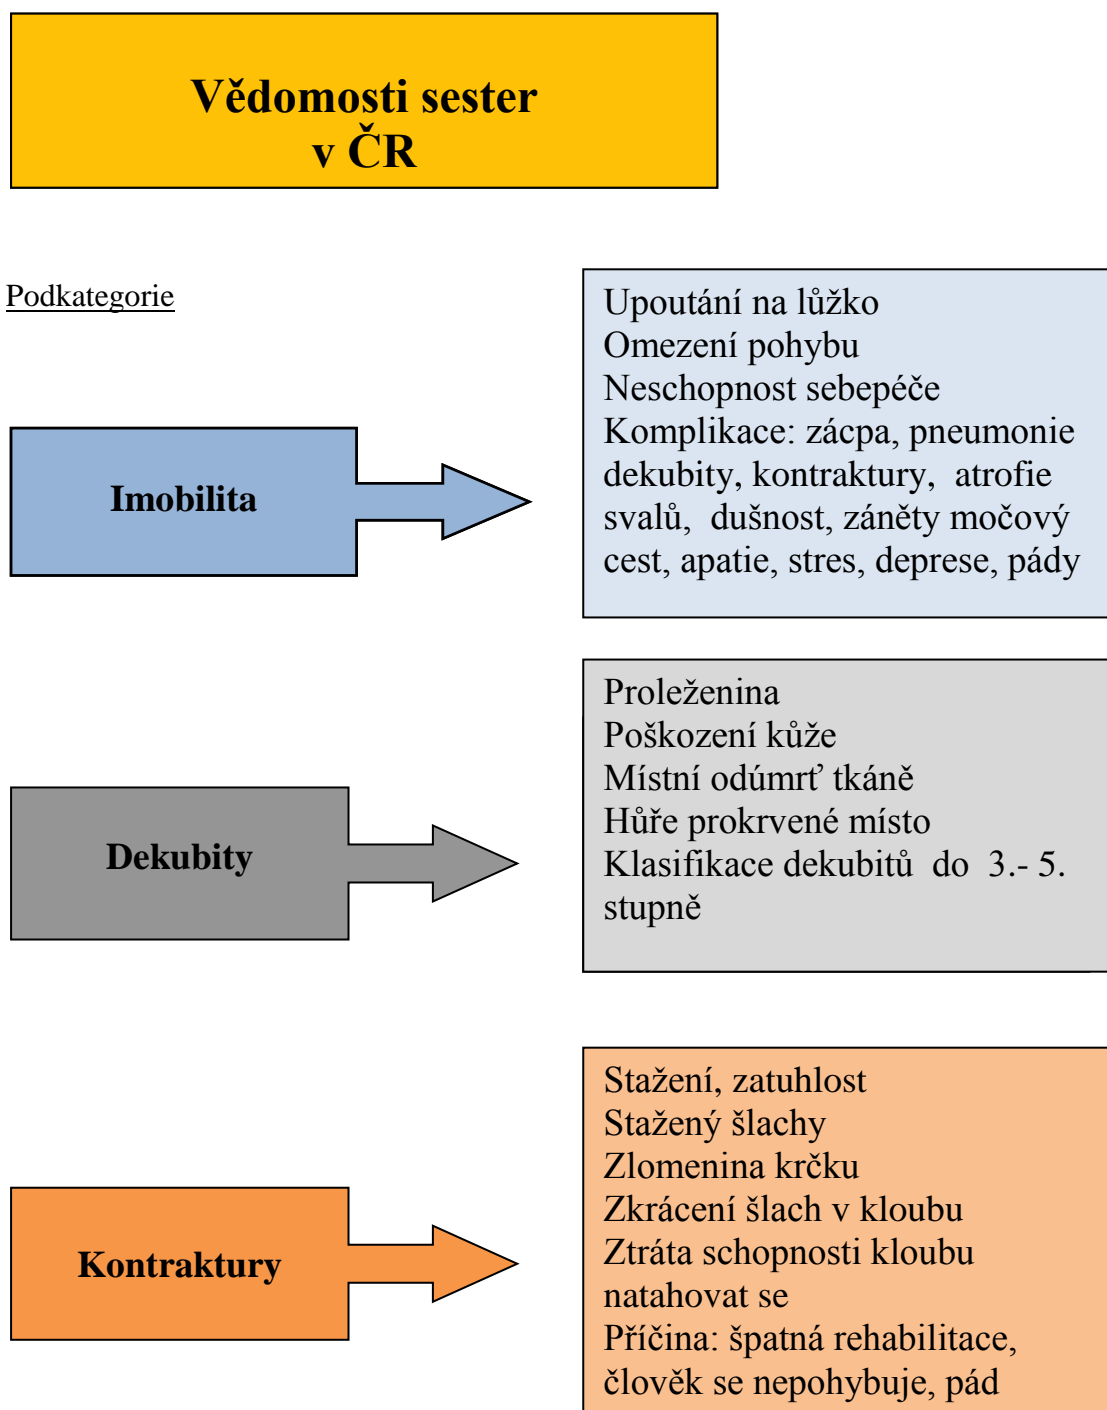 Vědomosti sester
v ČR
Podkategorie
Imobilita
Upoutání na lůžko
Omezení pohybu
Neschopnost sebepéče
Komplikace: zácpa, pneumonie
dekubity, kontraktury, atrofie
svalů, dušnost, záněty močový
cest, apatie, stres, deprese, pády
Dekubity
Proleženina
Poškození kůže
Místní odúmrť tkáně
Hůře prokrvené místo
Klasifikace dekubitů do 3.- 5.
stupně
Kontraktury
Stažení, zatuhlost
Stažený šlachy
Zlomenina krčku
Zkrácení šlach v kloubu
Ztráta schopnosti kloubu
natahovat se
Příčina: špatná rehabilitace,
člověk se nepohybuje, pád